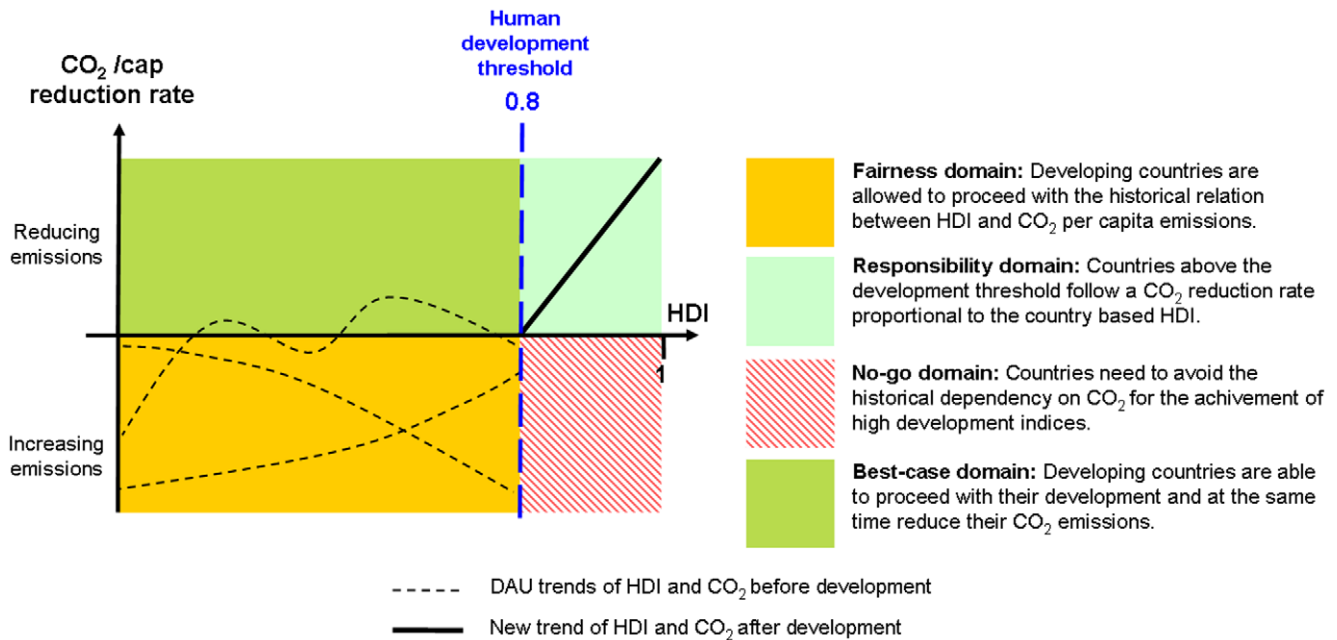 Human
development
threshold
0.8
CO₂ /cap
reduction rate
Reducing
emissions
Increasing
emissions
HDI
1
Fairness domain: Developing countries are
allowed to proceed with the historical relation
between HDI and CO₂ per capita emissions.
Responsibility domain: Countries above the
development threshold follow a CO₂ reduction rate
proportional to the country based HDI.
No-go domain: Countries need to avoid the
historical dependency on CO₂ for the achivement of
high development indices.
Best-case domain: Developing countries are able
to proceed with their development and at the same
time reduce their CO₂ emissions.
DAU trends of HDI and CO₂ before development
New trend of HDI and CO₂ after development